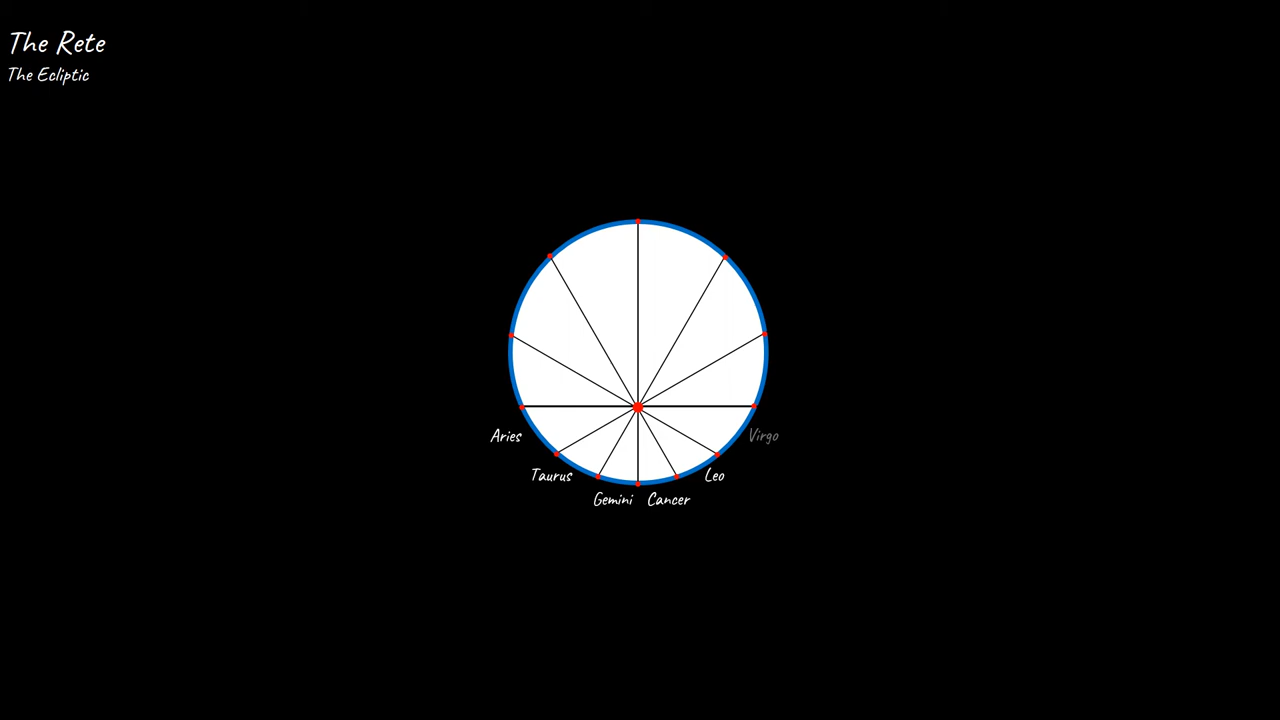 The Rete
The Ecliptic
Aries
Virgo
Taurus
Leo
Gemini
Cancer